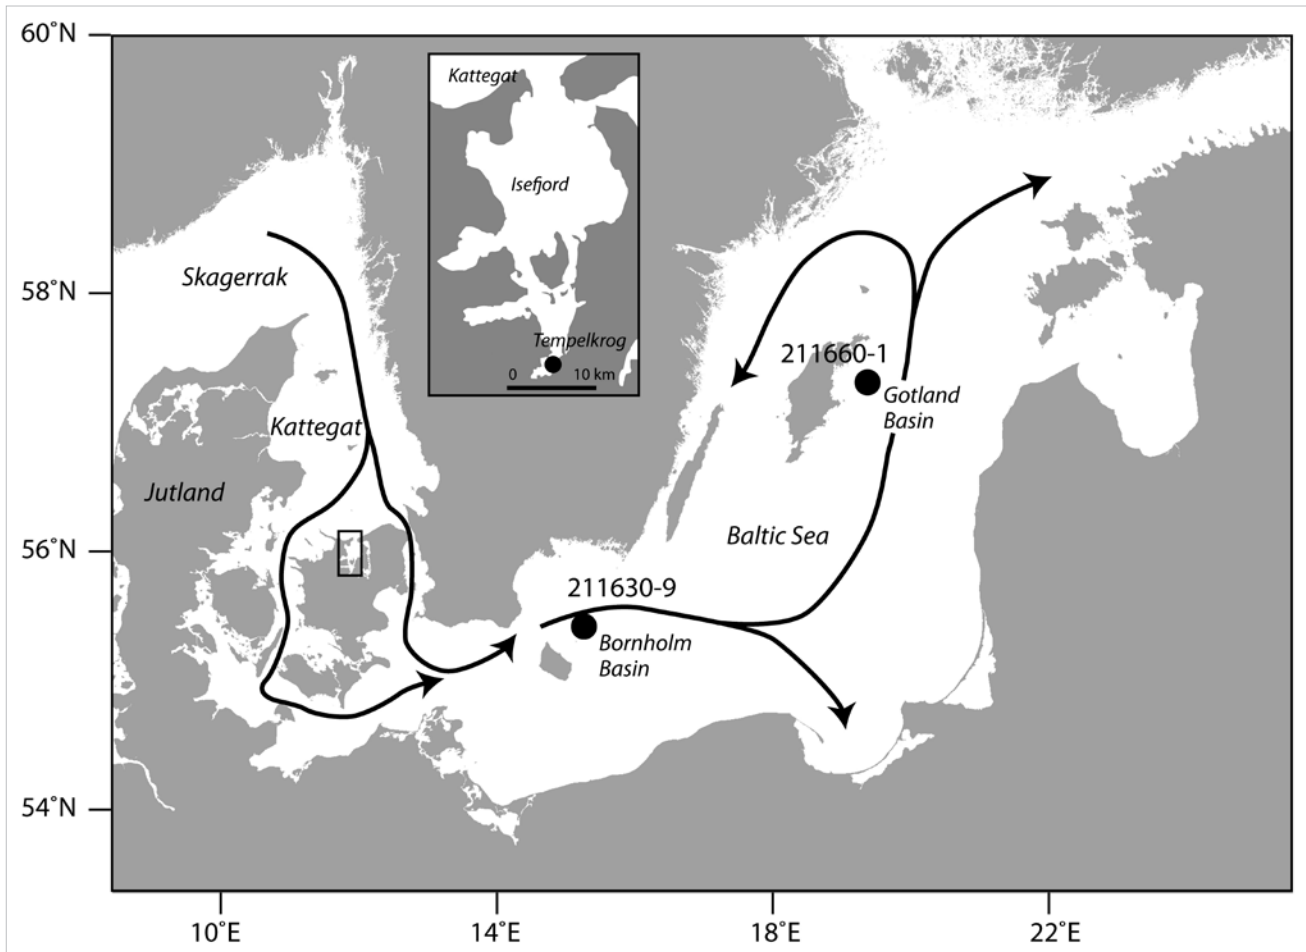 60°N
58°N
56°N
54°N
10°E
14°E
18°E
22°E
Kattegat
Isefjord
Tempelkrog
0 10 km
Skagerrak
Kattegat
Jutland
211660-1
Gotland
Basin
Baltic Sea
211630-9
Bornholm
Basin